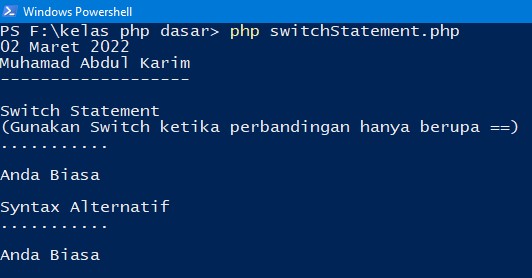 Windows Powershell
PS F:\kelas php dasar> php switchStatement.php
02 Maret 2022
Muhamad Abdul Karim
-------------------
Switch Statement
(Gunakan Switch ketika perbandingan hanya berupa ==)
...........
Anda Biasa
Syntax Alternatif
...........
Anda Biasa